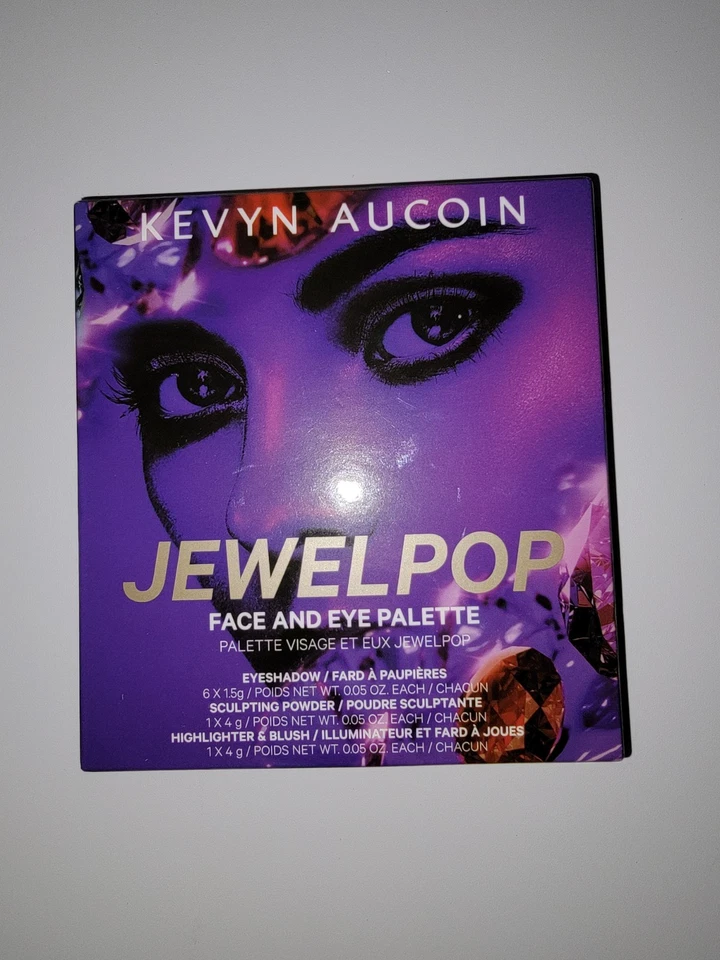 KEVYN AUCOIN
JEWELPOP
FACE AND EYE PALETTE
PALETTE VISAGE ET EUX JEWELPOP
EYESHADOW / FARD À PAUPIÈRES
6 X 1.5g / POIDS NET WT. 0.05 OZ. EACH / CHACUN
SCULPTING POWDER / POUDRE SCULPTANTE
1 X 4 g / POIDS NET WT. 0.05 OZ. EACH / CHACUN
HIGHLIGHTER & BLUSH / ILLUMINATEUR ET FARD À JOUES
1 X 4 g / POIDS NET WT. 0.05 OZ. EACH / CHACUN